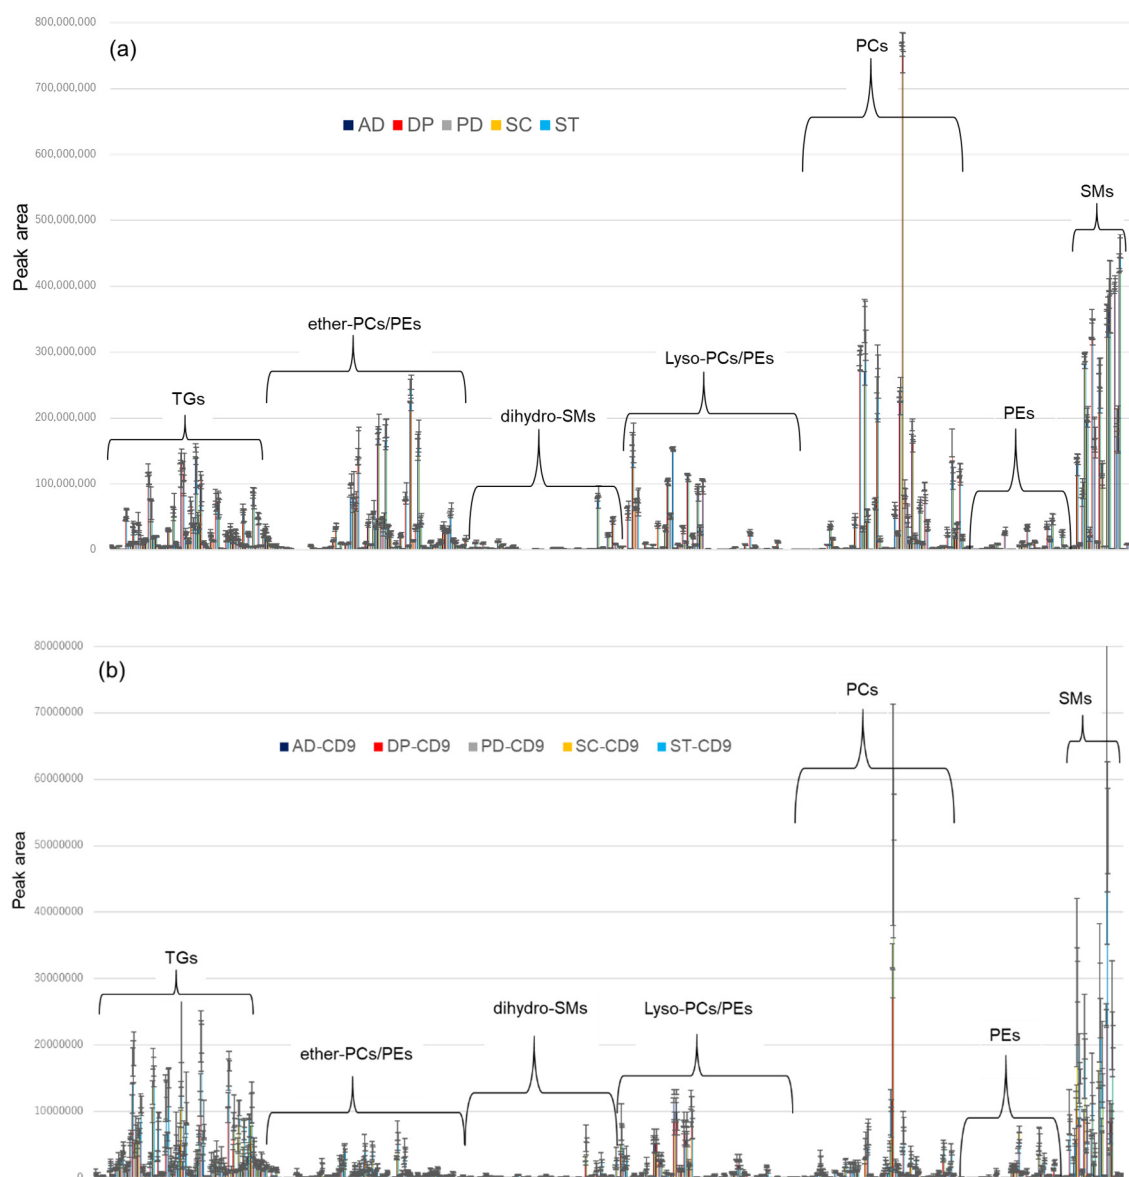 800,000,000
(a)
PCs
700,000,000
AD DP PD SC ST
600,000,000
SMs
500,000,000
Peak area
400,000,000
ether-PCs/PEs
300,000,000
Lyso-PCs/PEs
TGs
dihydro-SMs
PEs
200,000,000
100,000,000
0
80000000
(b)
PCs
SMs
70000000
AD-CD9 DP-CD9 PD-CD9 SC-CD9 ST-CD9
60000000
50000000
Peak area
40000000
TGs
30000000
dihydro-SMs
Lyso-PCs/PEs
PEs
ether-PCs/PEs
20000000
10000000
0